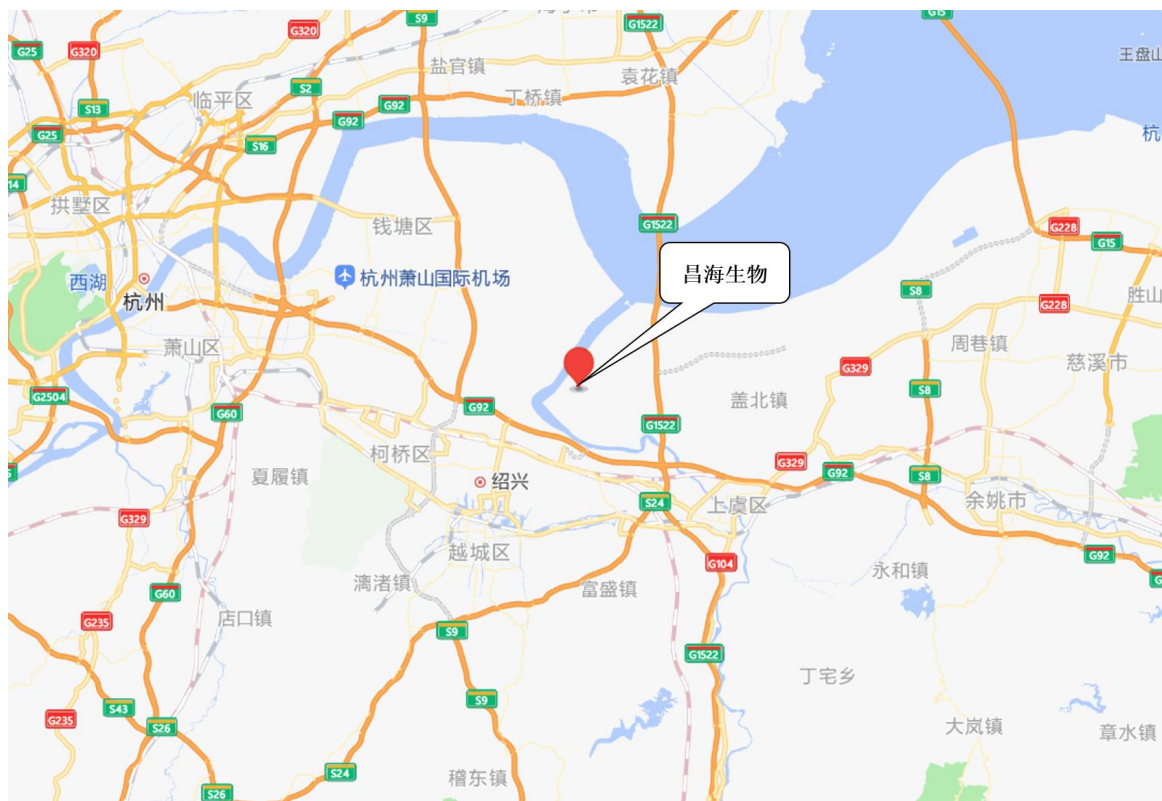 S9
G320
海宁市
G1522
G15
G25
G320
王盘山
盐官镇
袁花镇
S2
丁桥镇
临平区
G92
S13
G92
G25
杭
S16
14
拱墅区
钱塘区
G1522
G228
G15
昌海生物
杭州萧山国际机场
西湖
杭州
S8
胜山
G228
萧山区
周巷镇
慈溪市
G329
S8
G2504
G92
盖北镇
G60
G1522
柯桥区
G329
G92
S8
夏履镇
绍兴
S24
上虞区
余姚市
G329
越城区
G92
G104
漓渚镇
富盛镇
永和镇
G60
店口镇
G235
S9
G1522
丁宅乡
S9
S43
G235
S26
大岚镇
章水镇
S24
稽东镇
S26